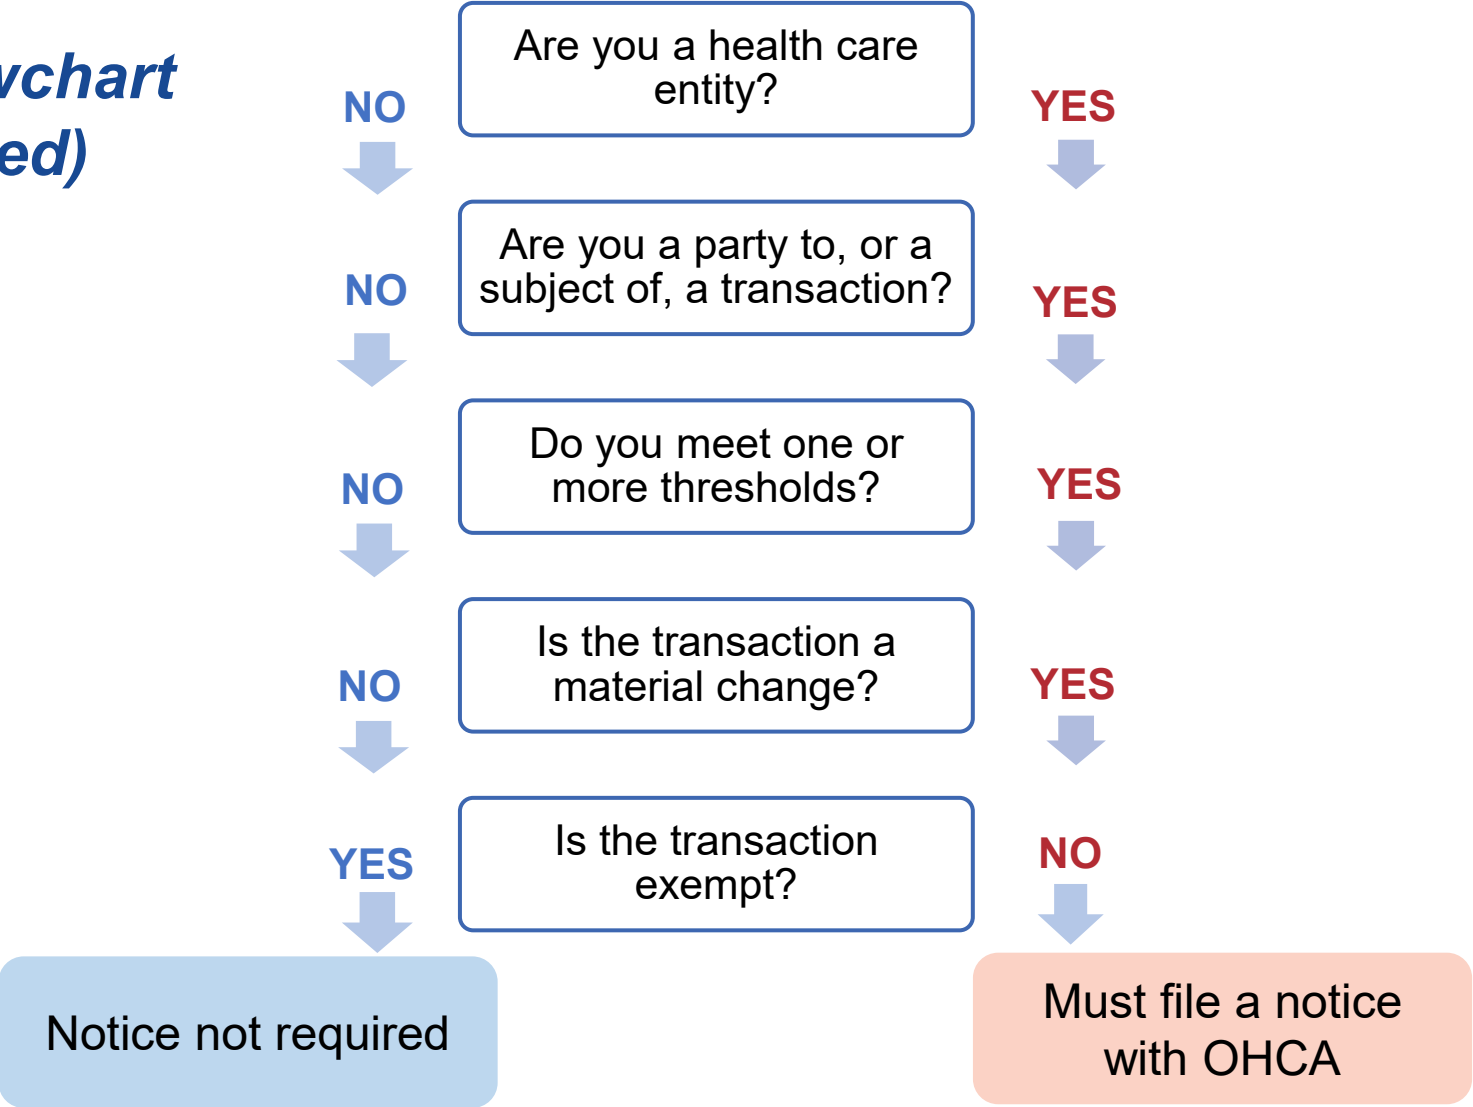 wchart
ed)
Are you a health care
entity?
NO
YES
Are you a party to, or a
subject of, a transaction?
NO
YES
Do you meet one or
more thresholds?
NO
YES
Is the transaction a
material change?
NO
YES
Is the transaction
exempt?
YES
NO
Notice not required
Must file a notice
with OHCA